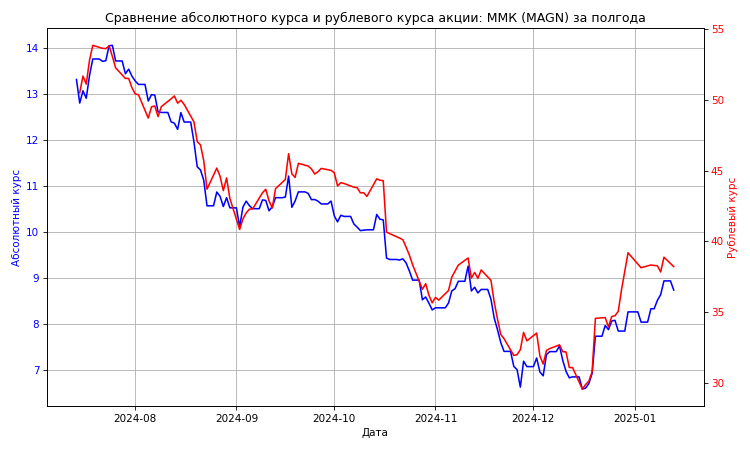 Сравнение абсолютного курса и рублевого курса акции: ММК (MAGN) за полгода
Абсолютный курс
14
13
12
11
10
9
8
7
55
50
45
40
35
30
Рублевый курс
2024-08 2024-09 2024-10 2024-11 2024-12 2025-01
Дата